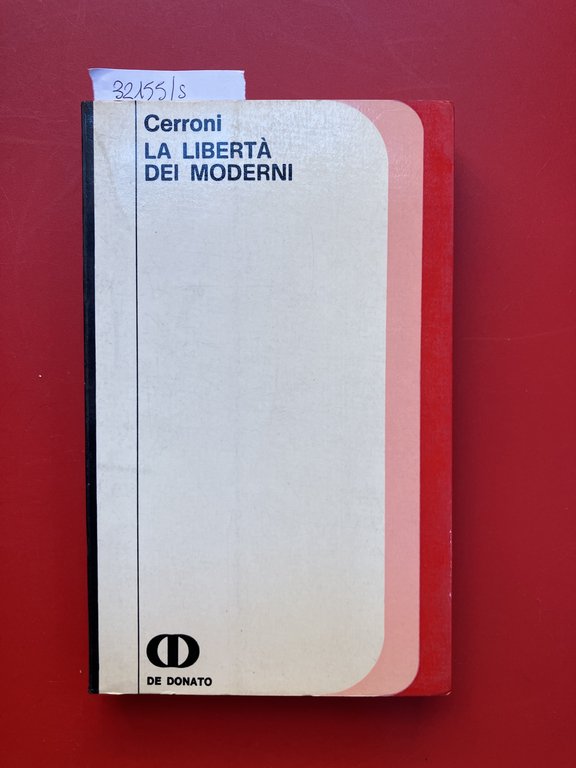 32155/s
Cerroni
LA LIBERTÀ
DEI MODERNI
DE DONATO